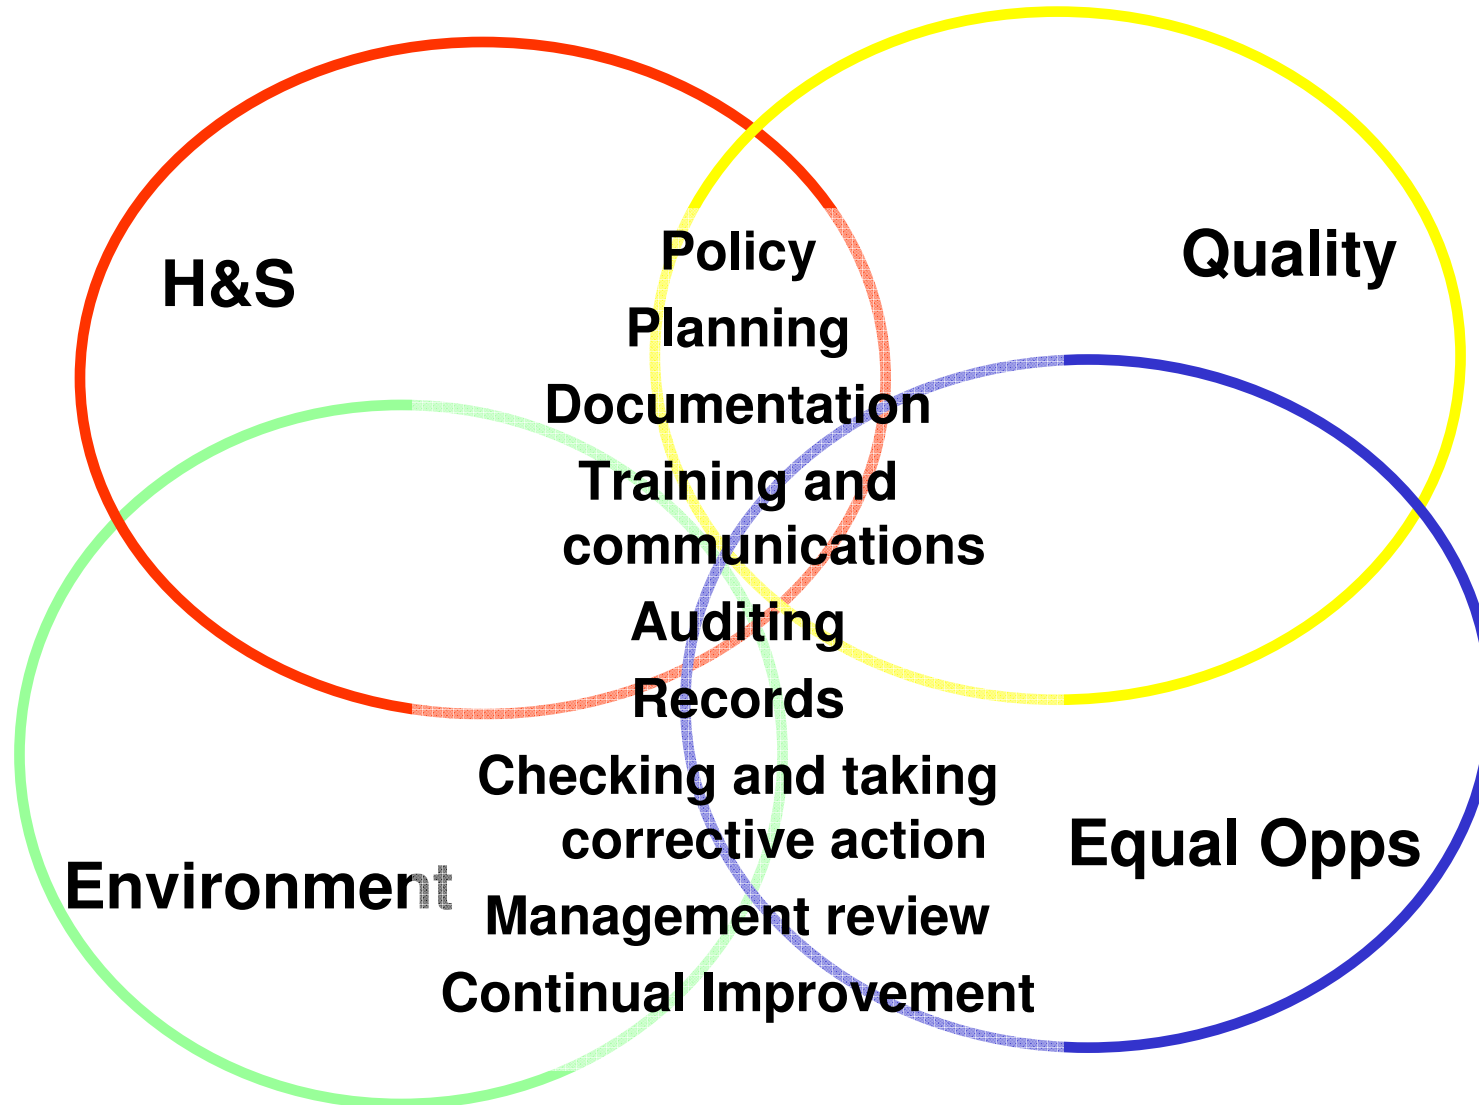 H&S
Quality
Policy
Planning
Documentation
Training and
communications
Auditing
Records
Checking and taking
corrective action
Management review
Continual Improvement
Environment
Equal Opps